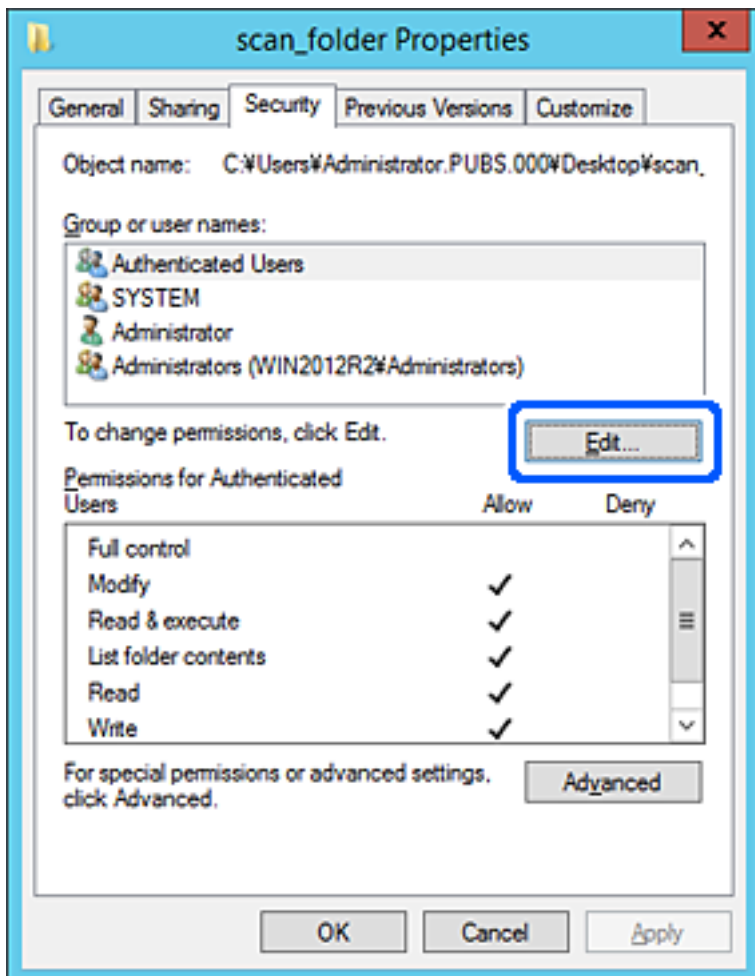 scan_folder Properties
x
General Sharing Security Previous Versions Customize
Object name: C:¥Users¥Administrator.PUBS.000¥Desktop¥scan_
Group or user names:
Authenticated Users
SYSTEM
Administrator
Administrators (WIN2012R2¥Administrators)
To change permissions, click Edit.
Edit...
Permissions for Authenticated
Users Allow Deny
Full control
Modify
Read & execute
List folder contents
Read
Write
For special permissions or advanced settings,
click Advanced.
Advanced
OK Cancel Apply